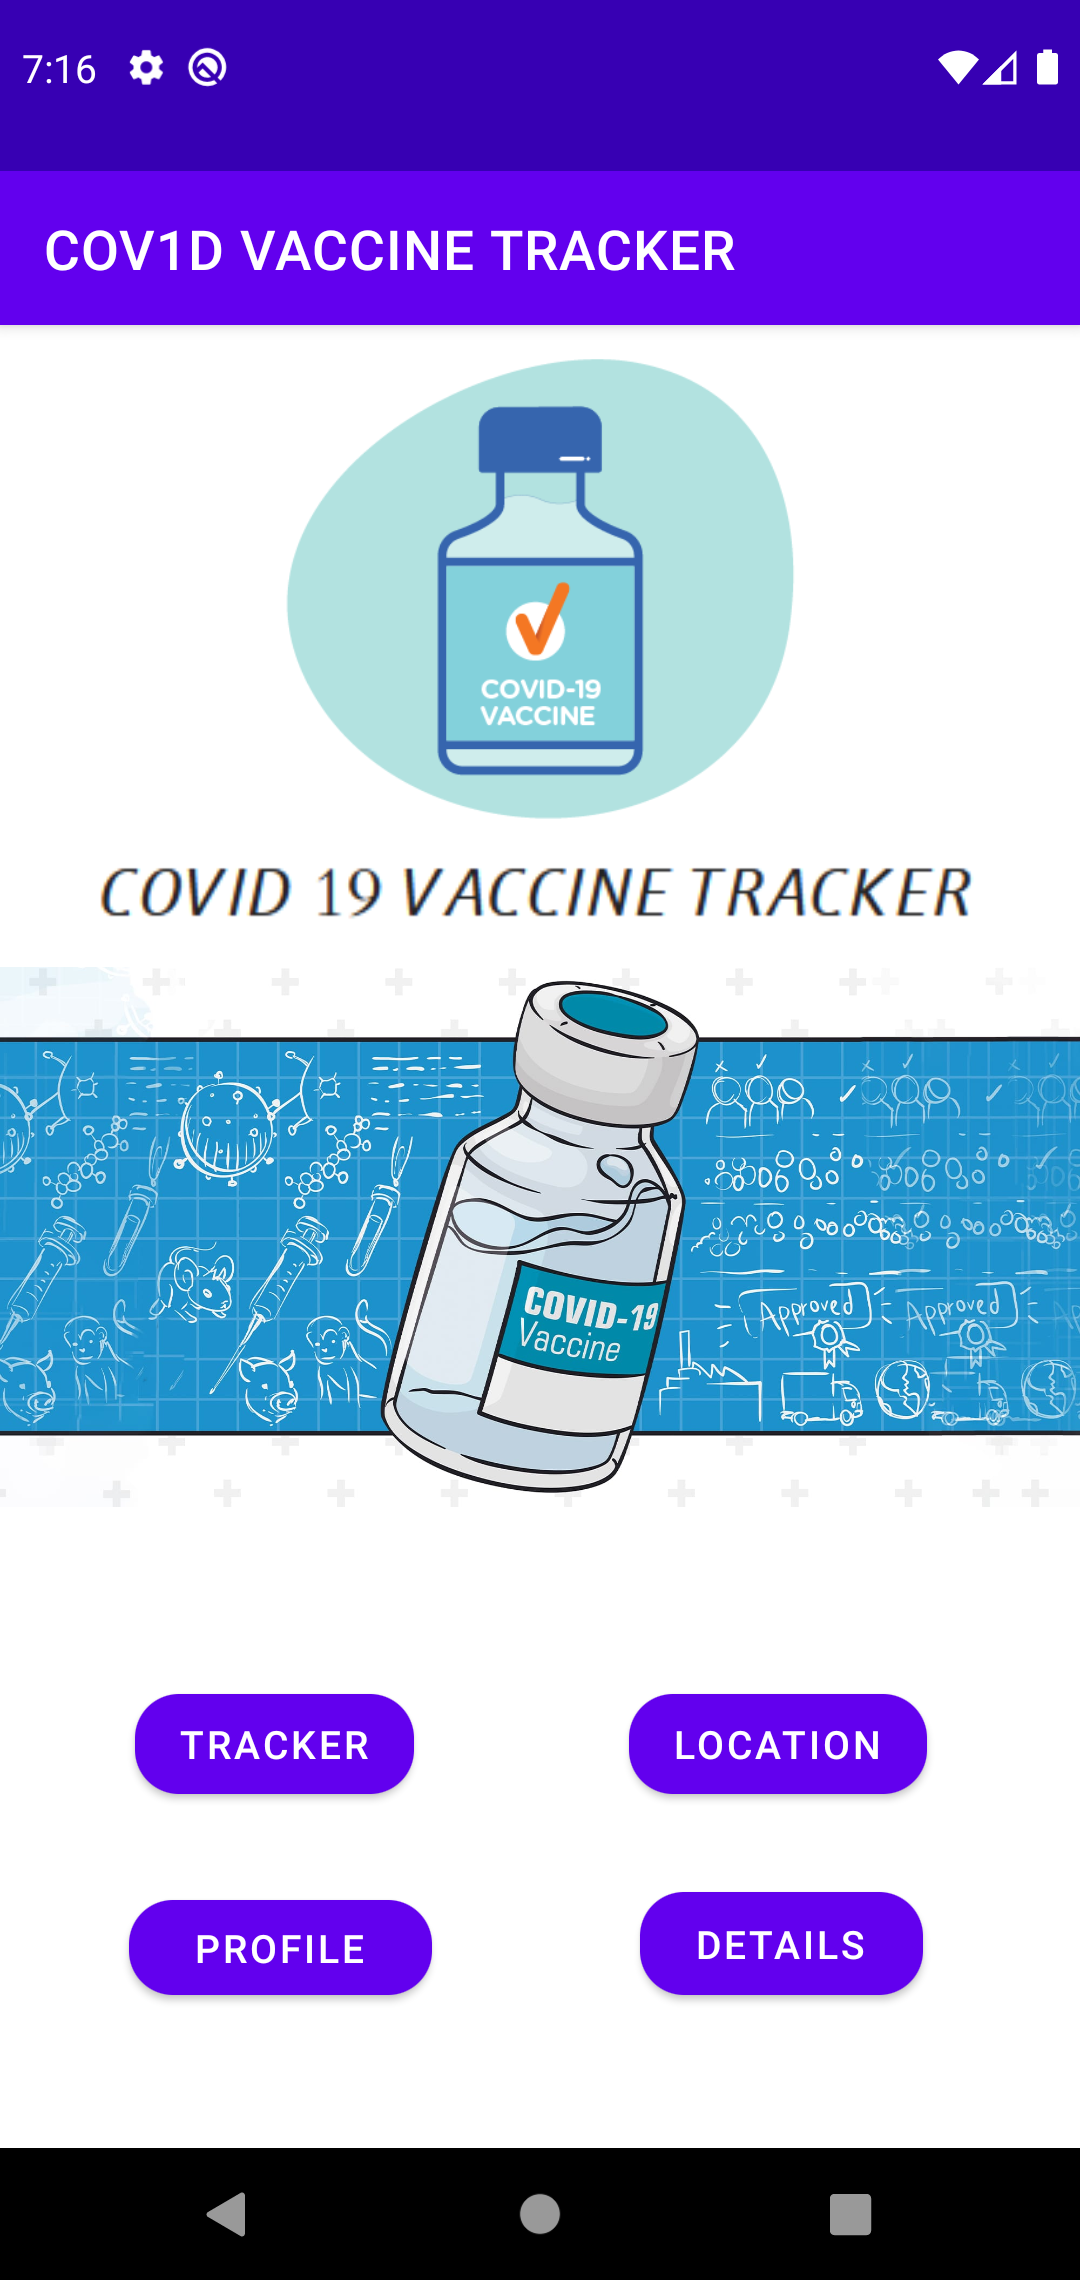 7:16
COV1D VACCINE TRACKER
COVID-19
VACCINE
COVID 19 VACCINE TRACKER
COVID-19
Vaccine
Approved
Approved
TRACKER
LOCATION
PROFILE
DETAILS